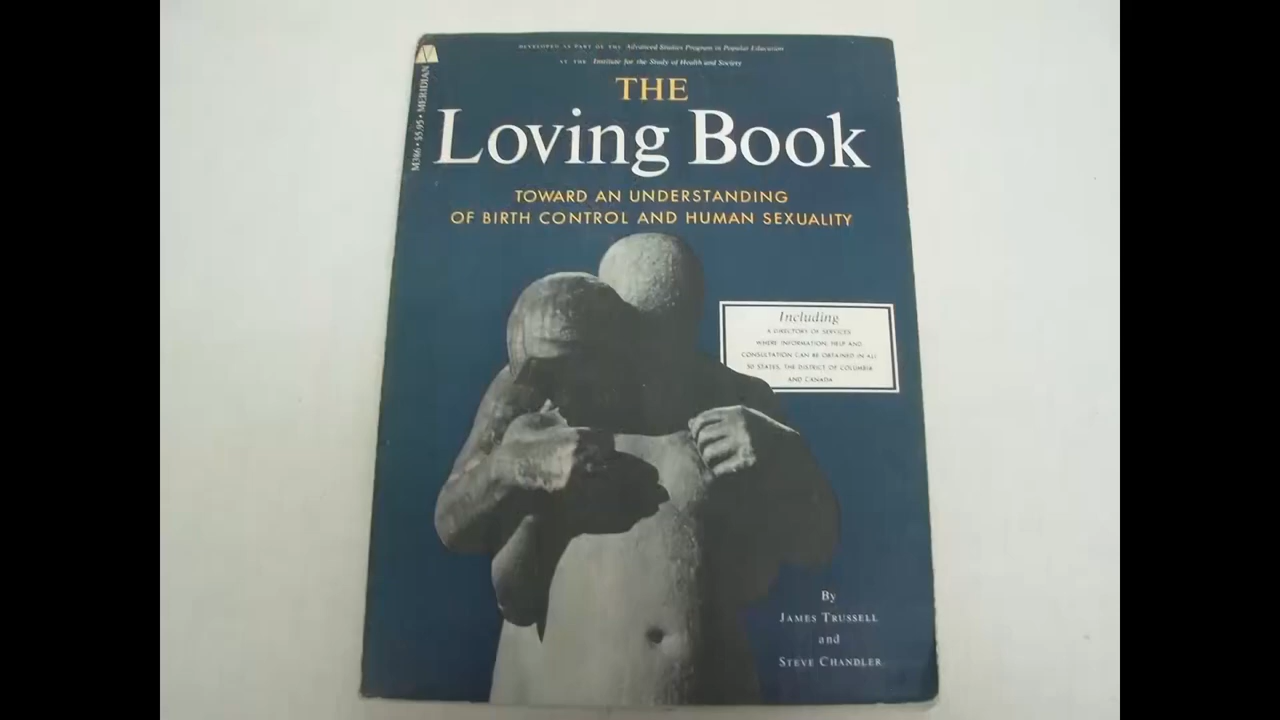 DEVELOPED AS PART OF THE Advanced Studies Program in Popular Education
AT THE Institute for the Study of Health and Society
M386 • $5.95 • MERIDIAN
THE
Loving Book
TOWARD AN UNDERSTANDING
OF BIRTH CONTROL AND HUMAN SEXUALITY
Including
A DIRECTORY OF SERVICES
WHERE INFORMATION, HELP AND
CONSULTATION CAN BE OBTAINED IN ALL
50 STATES, THE DISTRICT OF COLUMBIA
AND CANADA
By
JAMES TRUSSELL
and
STEVE CHANDLER